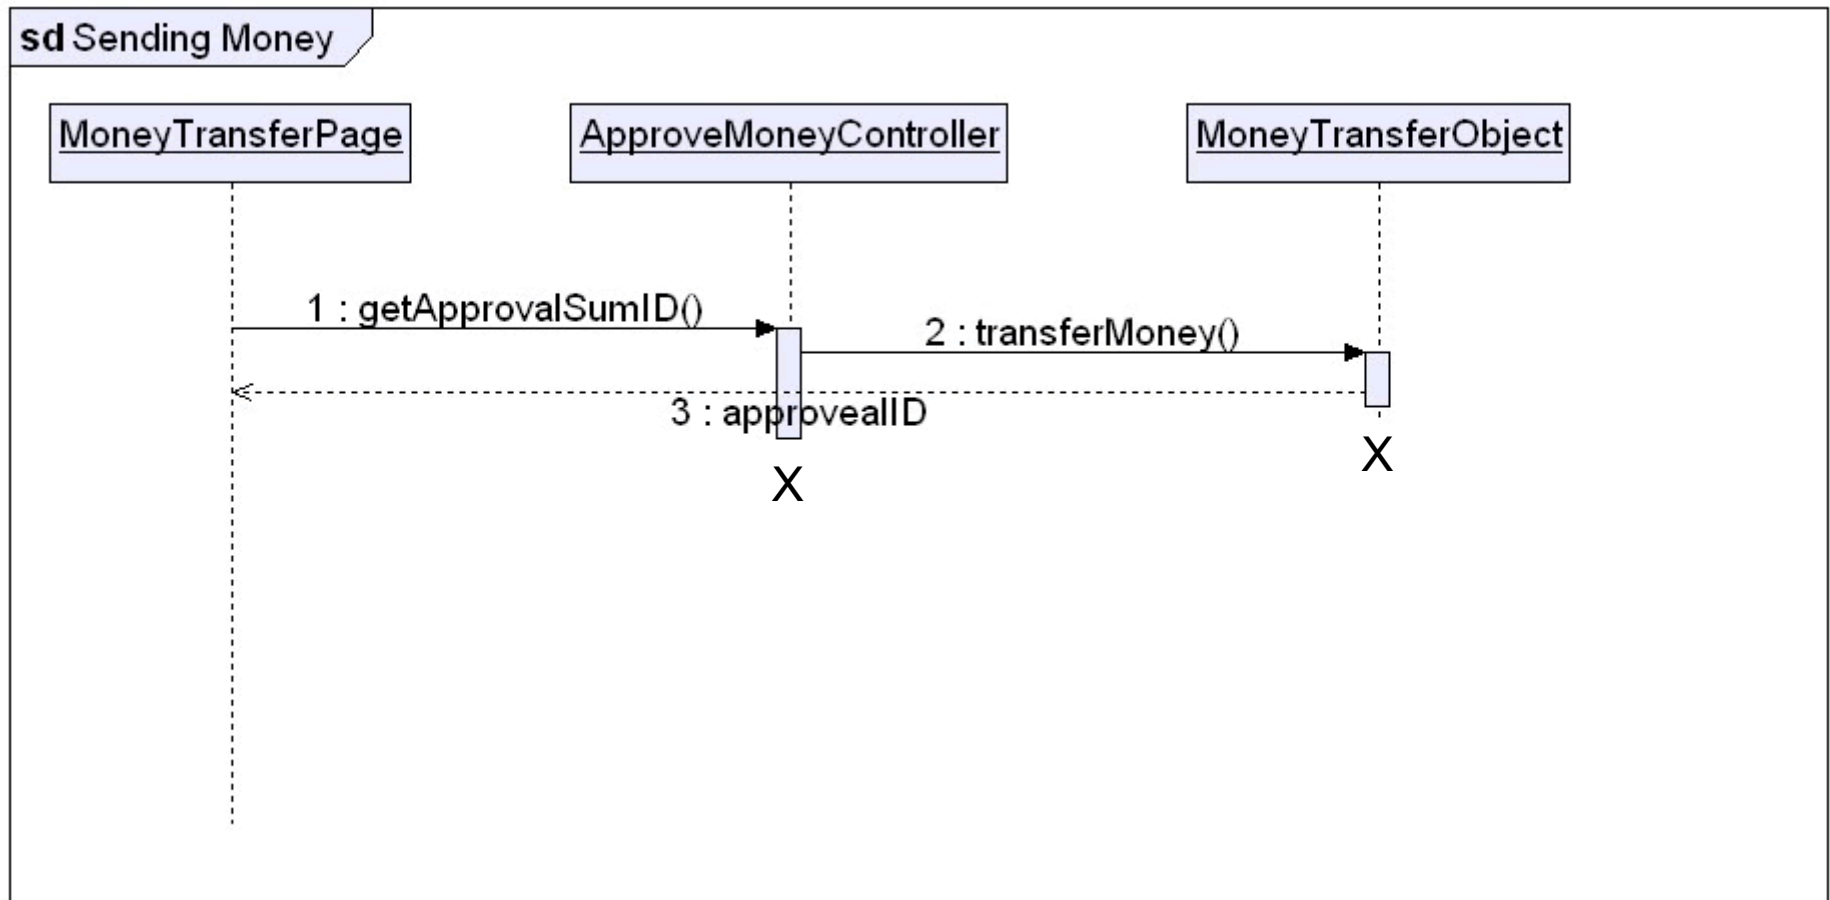 sd Sending Money
MoneyTransferPage
ApproveMoneyController
MoneyTransferObject
1 : getApprovalSumID()
2 : transferMoney()
3 : approvealID
X
X